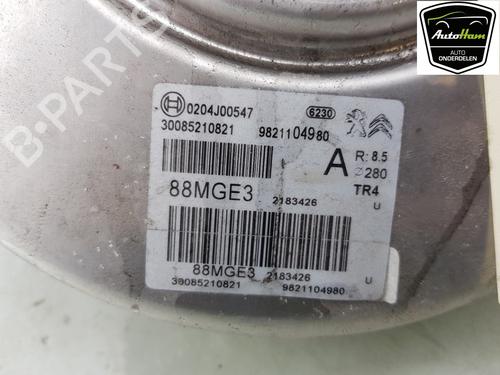 AutoHam
AUTO
ONDERDELEN
B-PARTS
0204J00547
6230
30085210821 9821104980
A R: 8.5
⌀280
88MGE3 TR4
2183426 U
88MGE3 2183426 U
30085210821 9821104980